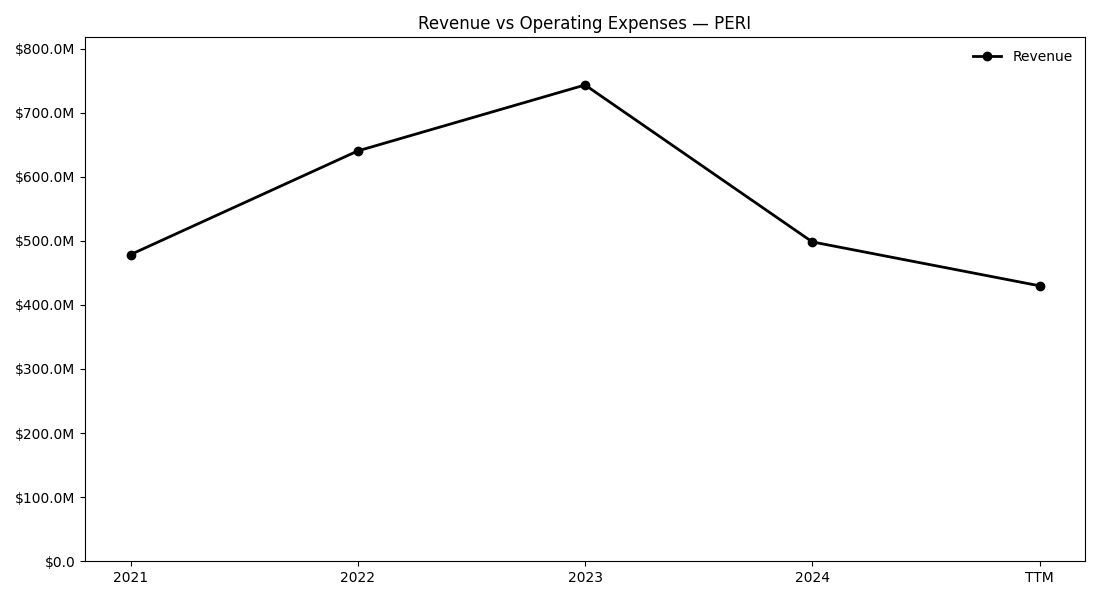 Revenue vs Operating Expenses — PERI
$800.0M
Revenue
$700.0M
$600.0M
$500.0M
$400.0M
$300.0M
$200.0M
$100.0M
$0.0
2021 2022 2023 2024 TTM